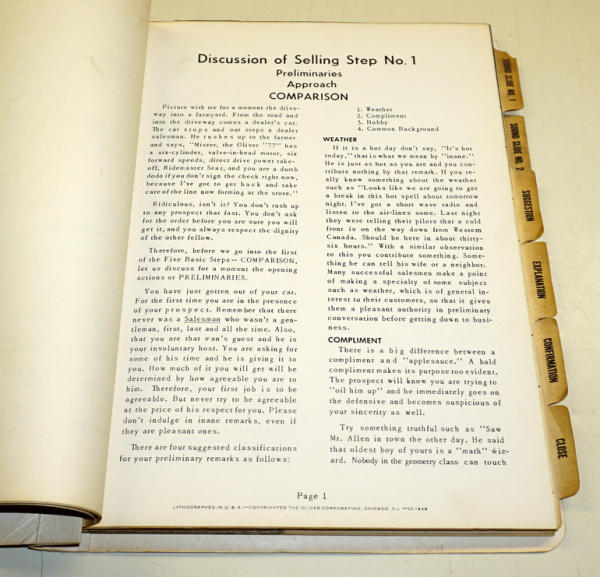 Discussion of Selling Step No. 1
Preliminaries
Approach
COMPARISON
Picture with me for a moment the drive-
way into a farmyard. From the road and
into the driveway comes a dealer's car.
The car stops and out steps a dealer
salesman. He rushes up to the farmer
and says, "Mister, the Oliver "77" has
a six-cylinder, valve-in-head motor, six
forward speeds, direct drive power take-
off, Ridemaster Seat, and you are a dumb
dodo if you don't sign the check right now,
because I've got to get back and take
care of the line now forming at the store."
Ridiculous, isn't it? You don't rush up
to any prospect that fast. You don't ask
for the order before you are sure you will
get it, and you always respect the dignity
of the other fellow.
Therefore, before we go into the first
of the Five Basic Steps -- COMPARISON,
let us discuss for a moment the opening
actions or PRELIMINARIES.
You have just gotten out of your car.
For the first time you are in the presence
of your prospect. Remember that there
never was a Salesman who wasn't a gen-
tleman, first, last and all the time. Also,
that you are that man's guest and he is
your involuntary host. You are asking for
some of his time and he is giving it to
you. How much of it you will get will be
determined by how agreeable you are to
him. Therefore, your first job is to be
agreeable. But never try to be agreeable
at the price of his respect for you. Please
don't indulge in inane remarks, even if
they are pleasant ones.
There are four suggested classifications
for your preliminary remarks as follows:
1. Weather
2. Compliment
3. Hobby
4. Common Background
WEATHER
If it is a hot day don't say, "It's hot
today," that is what we mean by "inane."
He is just as hot as you are and you con-
tribute nothing by that remark. If you re-
ally know something about the weather
such as "Looks like we are going to get
a break in this hot spell about tomorrow
night. I've got a short wave radio and
listen to the air-lines some. Last night
they were telling their pilots that a cold
front is on the way down from Western
Canada. Should be here in about thirty-
six hours." With a similar observation
to this you contribute something. Some-
thing he can tell his wife or a neighbor.
Many successful salesmen make a point
of making a specialty of some subject
such as weather, which is of general in-
terest to their customers, so that it gives
them a pleasant authority in preliminary
conversation before getting down to busi-
ness.
COMPLIMENT
There is a big difference between a
compliment and "applesauce." A bald
compliment makes its purpose too evident.
The prospect will know you are trying to
"oil him up" and he immediately goes on
the defensive and becomes suspicious of
your sincerity as well.
Try something truthful such as "Saw
Mr. Allen in town the other day. He said
that oldest boy of yours is a "math" wiz-
ard. Nobody in the geometry class can touch
Page 1
LITHOGRAPHED IN U.S.A.—COPYRIGHTED THE OLIVER CORPORATION, CHICAGO, ILL.—10-1948
SOUND SLIDE NO. 1
SOUND SLIDE NO. 2
SUGGESTION
EXPLANATION
CONFIRMATION
CLOSE